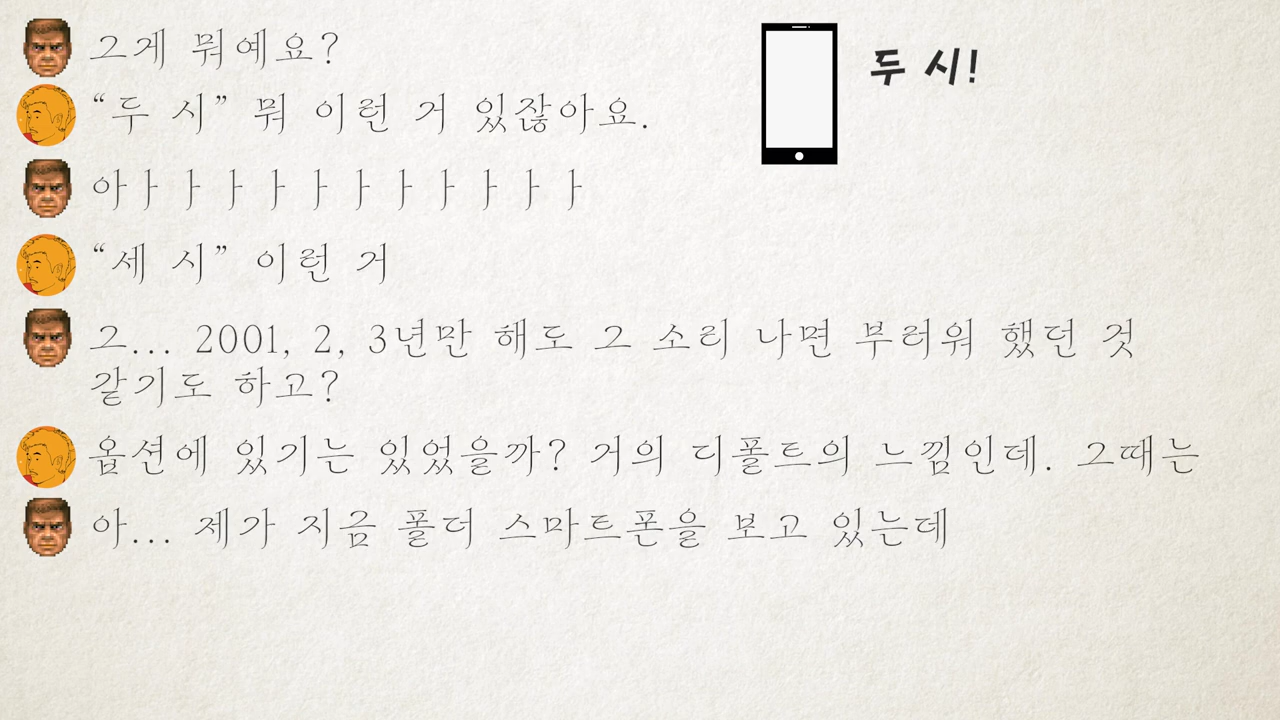 그게 뭐예요?
“두 시” 뭐 이런 거 있잖아요.
두 시!
아ㅏㅏㅏㅏㅏㅏㅏㅏㅏㅏㅏ
“세 시” 이런 거
그... 2001, 2, 3년만 해도 그 소리 나면 부러워 했던 것
같기도 하고?
옵션에 있기는 있었을까? 거의 디폴트의 느낌인데. 그때는
아... 제가 지금 폴더 스마트폰을 보고 있는데